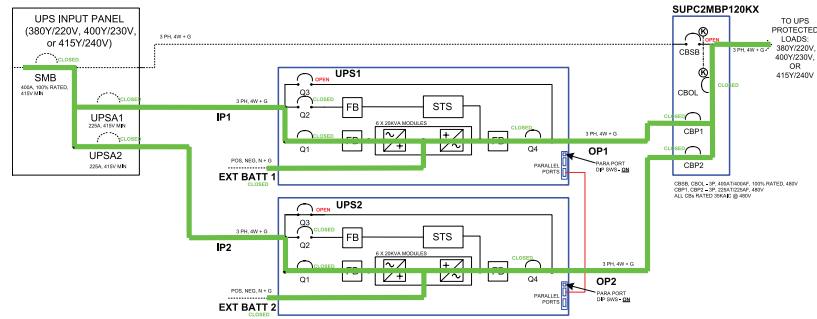 UPS INPUT PANEL
(380Y/220V, 400Y/230V,
or 415Y/240V)
CLOSED
SMB
400A, 100% RATED,
415V MIN
CLOSED
UPSA1
225A, 415V MIN
CLOSED
UPSA2
225A, 415V MIN
3 PH, 4W + G
3 PH, 4W + G
IP1
POS, NEG, N + G
EXT BATT 1
CLOSED
UPS1
OPEN
Q3
CLOSED
Q2
FB
STS
6 X 20KVA MODULES
CLOSED
Q1
FB
FB
CLOSED
Q4
PARALLEL
PORTS
OP1
PARA PORT
DIP SWS - ON
3 PH, 4W + G
3 PH, 4W + G
IP2
POS, NEG, N + G
EXT BATT 2
CLOSED
UPS2
OPEN
Q3
CLOSED
Q2
FB
STS
6 X 20KVA MODULES
CLOSED
Q1
FB
FB
CLOSED
Q4
PARALLEL
PORTS
3 PH, 4W + G
OP2
PARA PORT
DIP SWS - ON
SUPC2MBP120KX
K
OPEN
CBSB
K
CBOL
CLOSED
CLOSED
CBP1
CLOSED
CBP2
3 PH, 4W + G
TO UPS
PROTECTED
LOADS:
380Y/220V,
400Y/230V,
OR
415Y/240V
CBSB, CBOL - 3P, 400AT/400AF, 100% RATED, 480V
CBP1, CBP2 - 3P, 225AT/225AF, 480V
ALL CBs RATED 35KAIC @ 480V